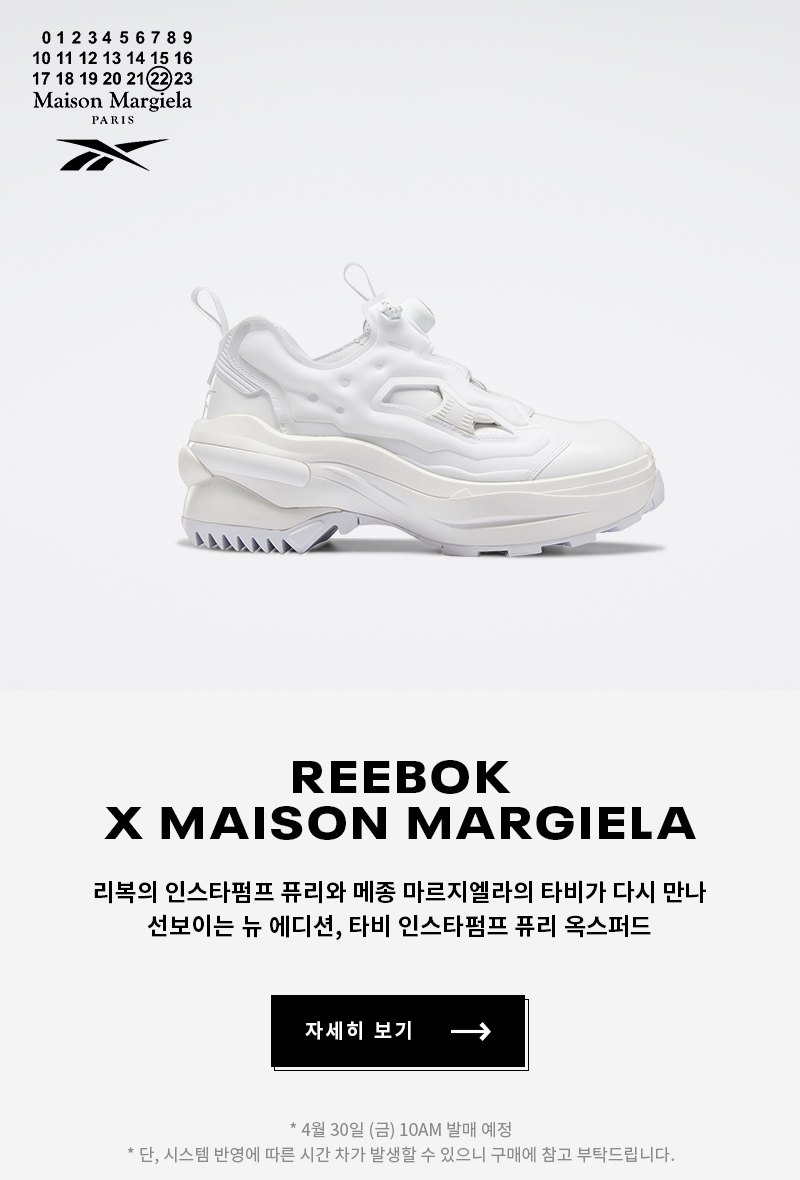 0 1 2 3 4 5 6 7 8 9
10 11 12 13 14 15 16
17 18 19 20 21 22 23
Maison Margiela
PARIS
REEBOK
X MAISON MARGIELA
리복의 인스타펌프 퓨리와 메종 마르지엘라의 타비가 다시 만나
선보이는 뉴 에디션, 타비 인스타펌프 퓨리 옥스퍼드
자세히 보기
* 4월 30일 (금) 10AM 발매 예정
* 단, 시스템 반영에 따른 시간 차가 발생할 수 있으니 구매에 참고 부탁드립니다.